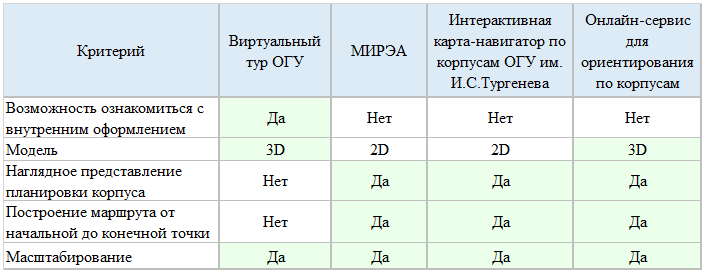 Критерий
Виртуальный
тур ОГУ
МИРЭА
Интерактивная
карта-навигатор по
корпусам ОГУ им.
И.С.Тургенева
Онлайн-сервис
для
ориентирования
по корпусам
Возможность ознакомиться с
внутренним оформлением
Да
Нет
Нет
Нет
Модель
3D
2D
2D
3D
Наглядное представление
планировки корпуса
Нет
Да
Да
Да
Построение маршрута от
начальной до конечной точки
Нет
Да
Да
Да
Масштабирование
Да
Да
Да
Да